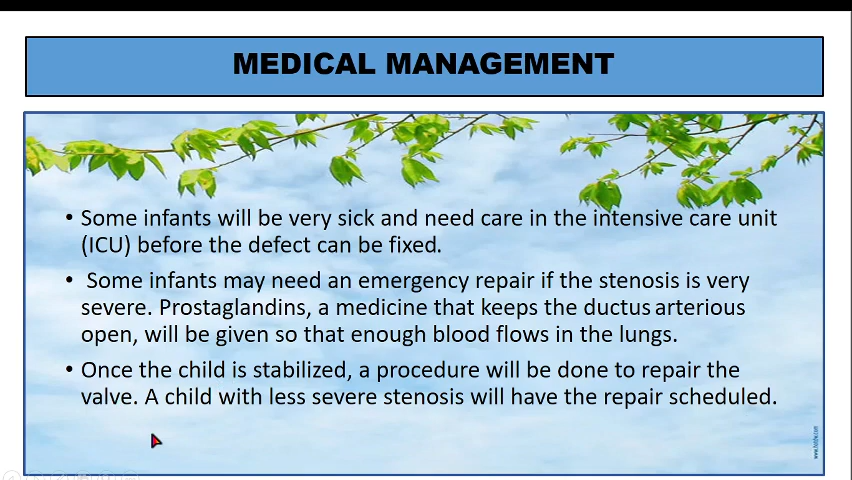 MEDICAL MANAGEMENT
• Some infants will be very sick and need care in the intensive care unit
(ICU) before the defect can be fixed.
• Some infants may need an emergency repair if the stenosis is very
severe. Prostaglandins, a medicine that keeps the ductus arterious
open, will be given so that enough blood flows in the lungs.
• Once the child is stabilized, a procedure will be done to repair the
valve. A child with less severe stenosis will have the repair scheduled.